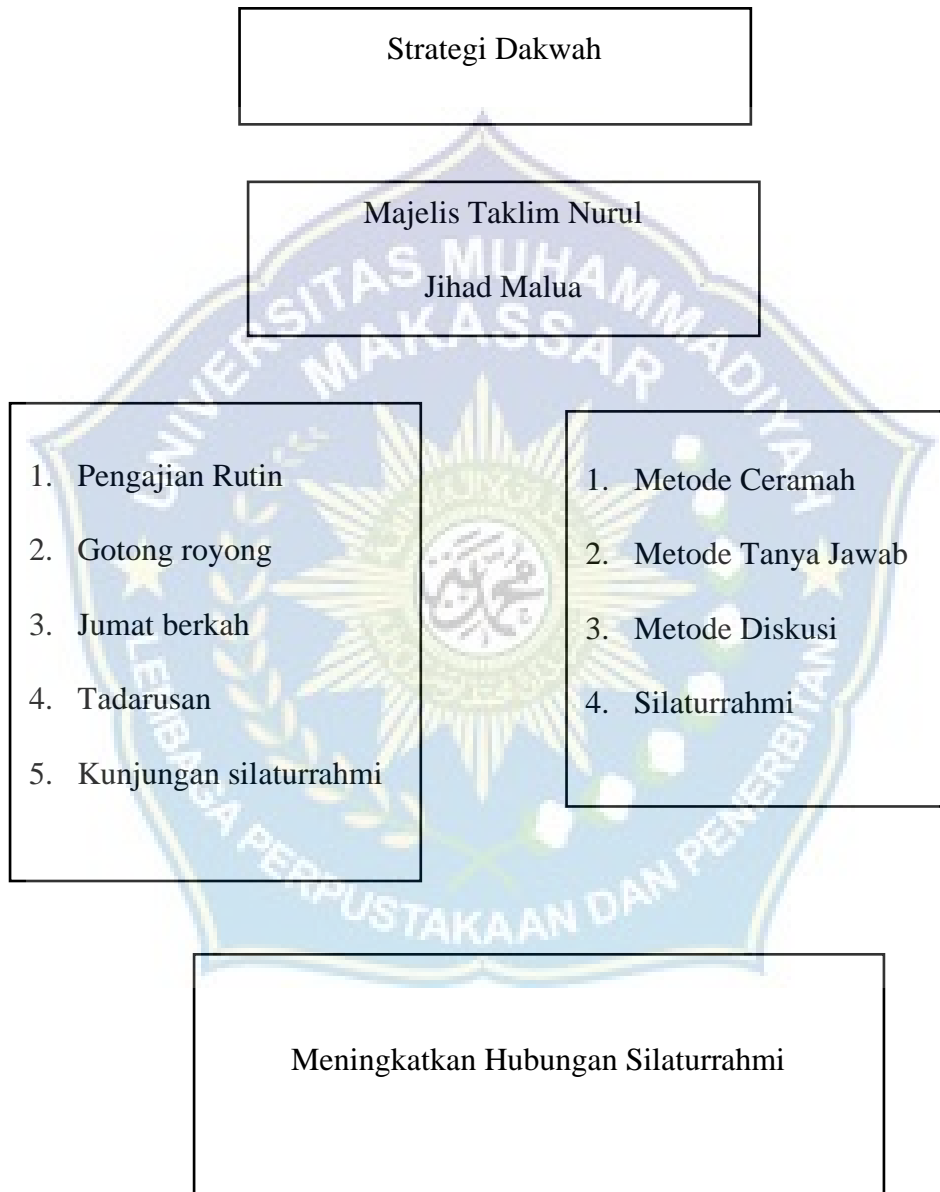 Strategi Dakwah
Majelis Taklim Nurul
Jihad Malua
UNIVERSITAS MUHAMMADIYAH
MAKASSAR
1. Pengajian Rutin
2. Gotong royong
3. Jumat berkah
4. Tadarusan
5. Kunjungan silaturrahmi
1. Metode Ceramah
2. Metode Tanya Jawab
3. Metode Diskusi
4. Silaturrahmi
LEMBAGA PERPUSTAKAAN DAN PENERBITAN
Meningkatkan Hubungan Silaturrahmi